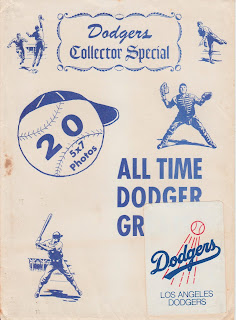 Dodgers
Collector Special
20
5x7
Photos
ALL TIME
DODGER
GR
Dodgers
LOS ANGELES
DODGERS